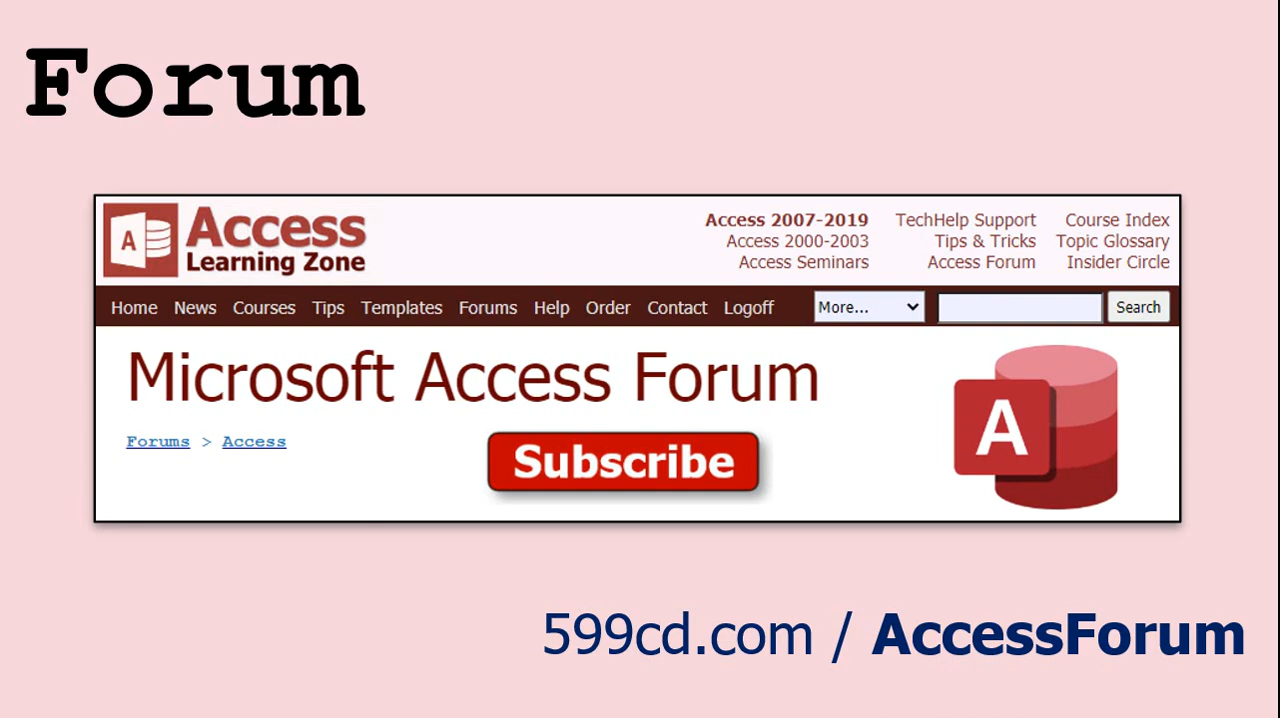 Forum
A
Access
Learning Zone
Access 2007-2019 TechHelp Support Course Index
Access 2000-2003 Tips & Tricks Topic Glossary
Access Seminars Access Forum Insider Circle
Home News Courses Tips Templates Forums Help Order Contact Logoff More... Search
Microsoft Access Forum
Forums > Access
Subscribe
A
599cd.com / AccessForum